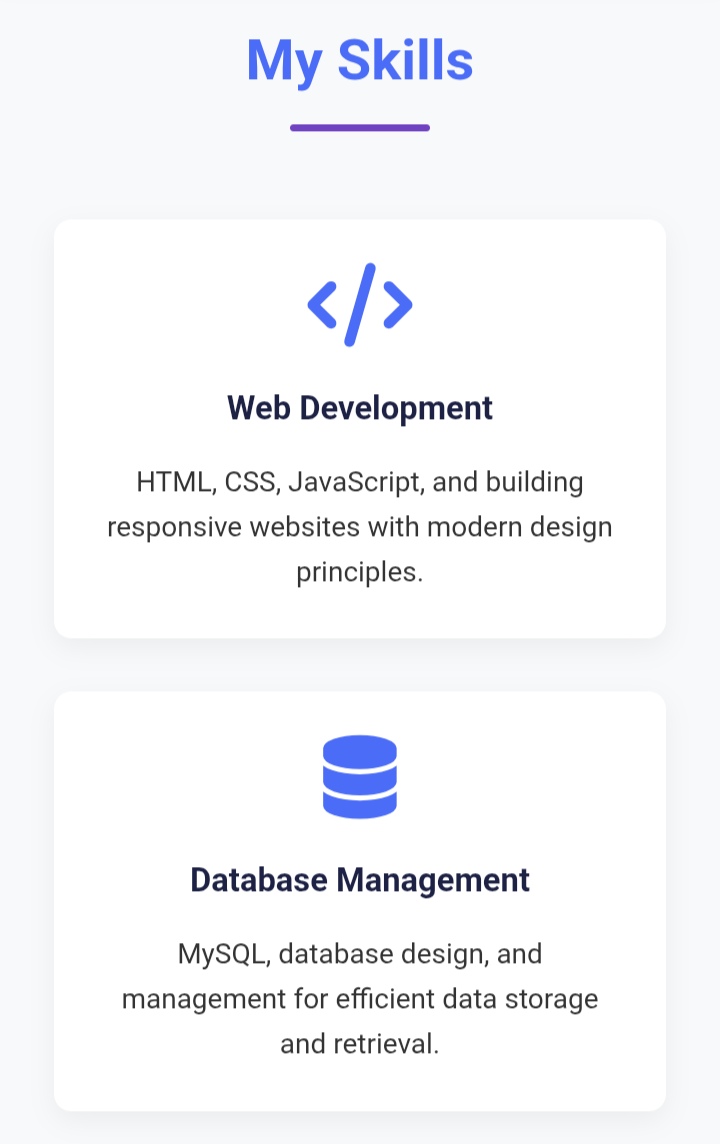 My Skills
Web Development
HTML, CSS, JavaScript, and building
responsive websites with modern design
principles.
Database Management
MySQL, database design, and
management for efficient data storage
and retrieval.